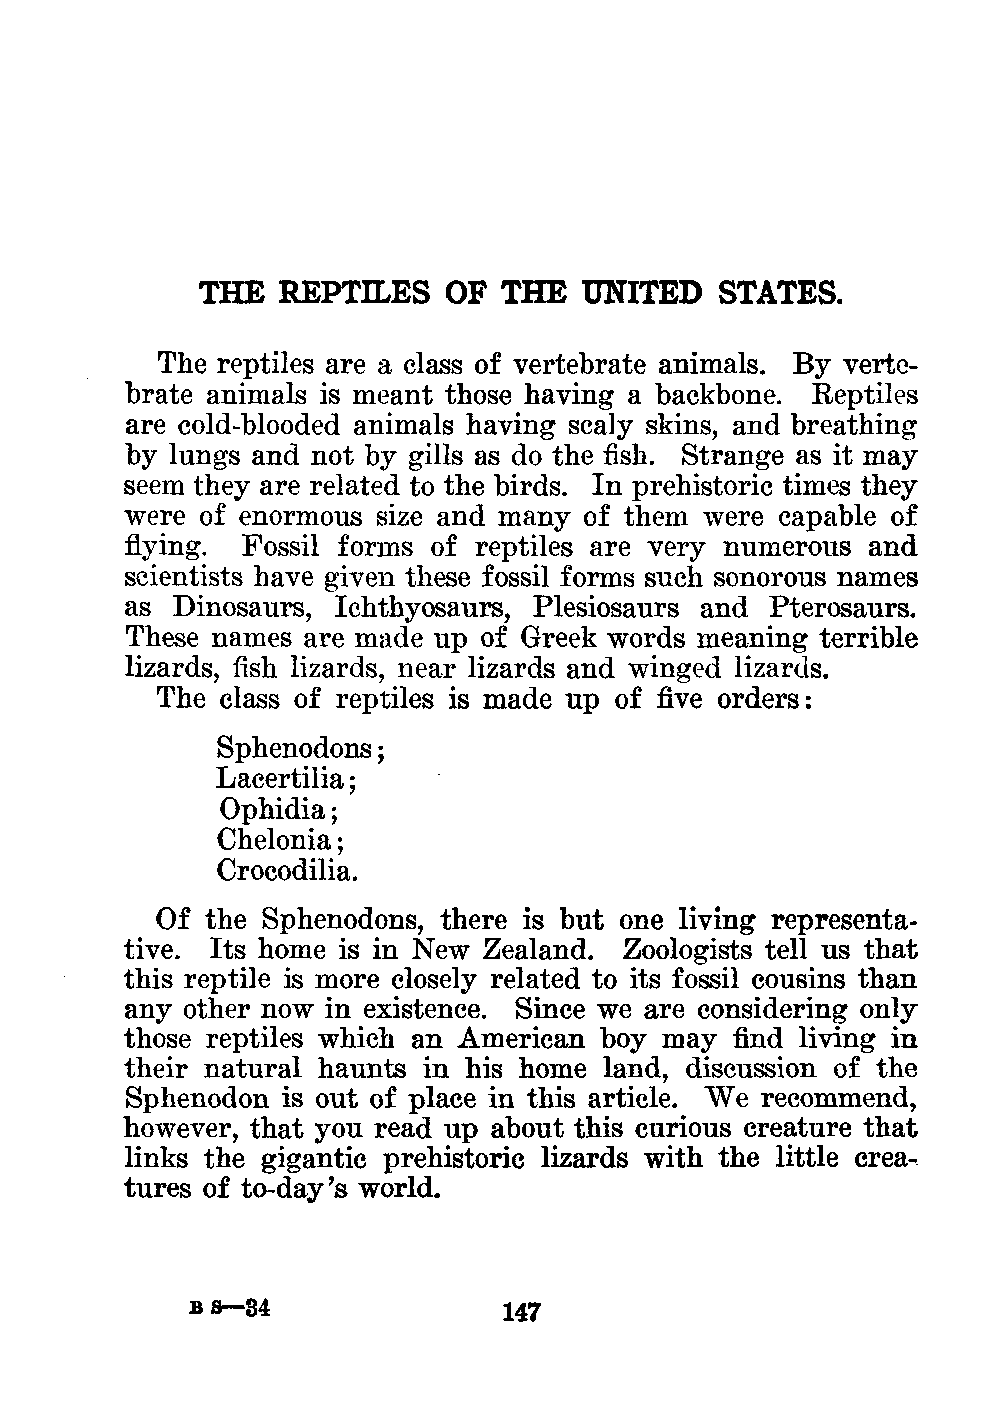 THE REPTILES OF THE UNITED STATES.
The reptiles are a class of vertebrate animals. By verte-
brate animals is meant those having a backbone. Reptiles
are cold-blooded animals having scaly skins, and breathing
by lungs and not by gills as do the fish. Strange as it may
seem they are related to the birds. In prehistoric times they
were of enormous size and many of them were capable of
flying. Fossil forms of reptiles are very numerous and
scientists have given these fossil forms such sonorous names
as Dinosaurs, Ichthyosaurs, Plesiosaurs and Pterosaurs.
These names are made up of Greek words meaning terrible
lizards, fish lizards, near lizards and winged lizards.
The class of reptiles is made up of five orders:
Sphenodons;
Lacertilia;
Ophidia;
Chelonia;
Crocodilia.
Of the Sphenodons, there is but one living representa-
tive. Its home is in New Zealand. Zoologists tell us that
this reptile is more closely related to its fossil cousins than
any other now in existence. Since we are considering only
those reptiles which an American boy may find living in
their natural haunts in his home land, discussion of the
Sphenodon is out of place in this article. We recommend,
however, that you read up about this curious creature that
links the gigantic prehistoric lizards with the little crea-
tures of to-day's world.
B S—34 147